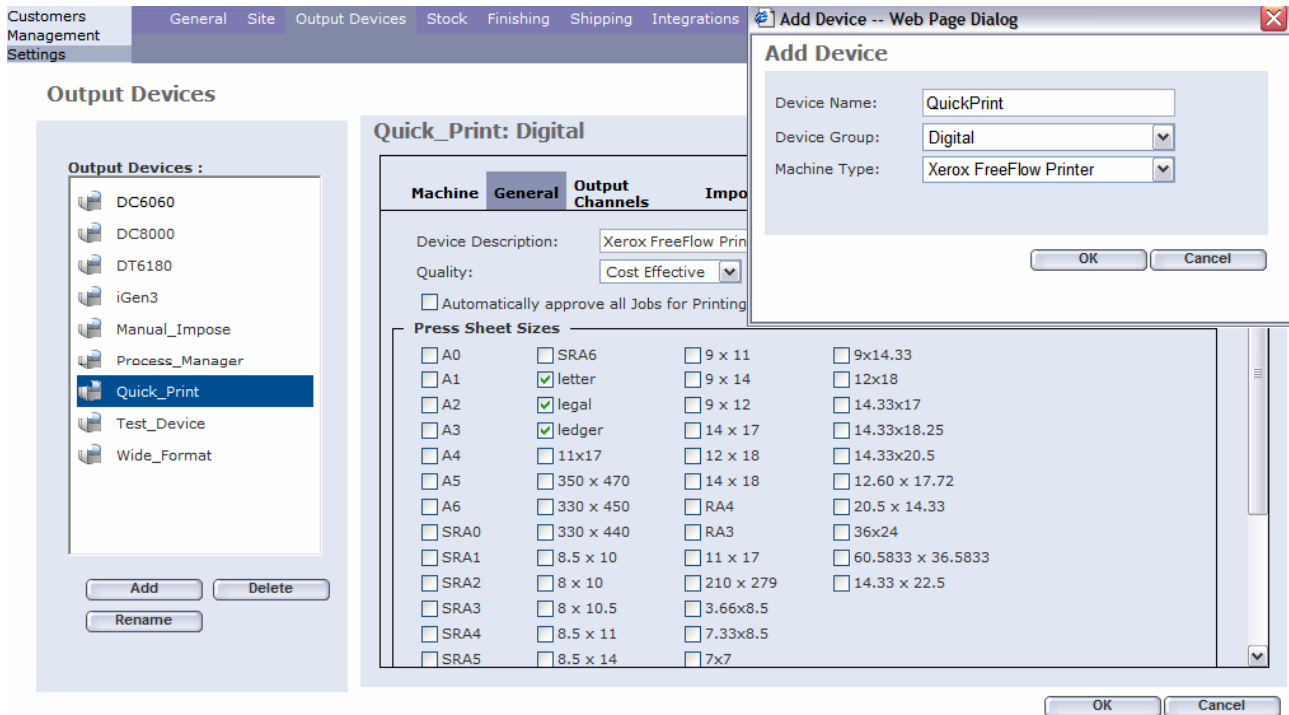 Customers
Management
Settings
General Site Output Devices Stock Finishing Shipping Integrations
Add Device -- Web Page Dialog
Add Device
Device Name: QuickPrint
Device Group: Digital
Machine Type: Xerox FreeFlow Printer
OK Cancel
Output Devices
Output Devices :
DC6060
DC8000
DT6180
iGen3
Manual_Impose
Process_Manager
Quick_Print
Test_Device
Wide_Format
Add Delete
Rename
Quick_Print: Digital
Machine General Output Channels Impo
Device Description: Xerox FreeFlow Prin
Quality: Cost Effective
Automatically approve all Jobs for Printing
Press Sheet Sizes
A0 SRA6 9 x 11 9x14.33
A1 letter 9 x 14 12x18
A2 legal 9 x 12 14.33x17
A3 ledger 14 x 17 14.33x18.25
A4 11x17 12 x 18 14.33x20.5
A5 350 x 470 14 x 18 12.60 x 17.72
A6 330 x 450 RA4 20.5 x 14.33
SRA0 330 x 440 RA3 36x24
SRA1 8.5 x 10 11 x 17 60.5833 x 36.5833
SRA2 8 x 10 210 x 279 14.33 x 22.5
SRA3 8 x 10.5 3.66x8.5
SRA4 8.5 x 11 7.33x8.5
SRA5 8.5 x 14 7x7
OK Cancel